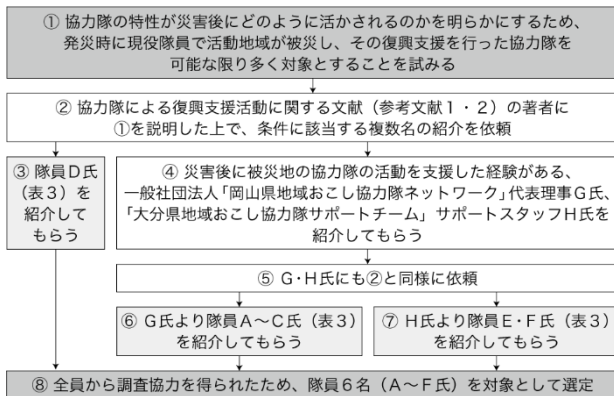 ① 協力隊の特性が災害後にどのように活かされるのかを明らかにするため、
発災時に現役隊員で活動地域が被災し、その復興支援を行った協力隊を
可能な限り多く対象とすることを試みる
② 協力隊による復興支援活動に関する文献（参考文献１・２）の著者に
①を説明した上で、条件に該当する複数名の紹介を依頼
③ 隊員Ｄ氏
（表３）を
紹介して
もらう
④ 災害後に被災地の協力隊の活動を支援した経験がある、
一般社団法人「岡山県地域おこし協力隊ネットワーク」代表理事Ｇ氏、
「大分県地域おこし協力隊サポートチーム」サポートスタッフＨ氏を
紹介してもらう
⑤ Ｇ・Ｈ氏にも②と同様に依頼
⑥ Ｇ氏より隊員Ａ～Ｃ氏（表３）
を紹介してもらう
⑦ Ｈ氏より隊員Ｅ・Ｆ氏（表３）
を紹介してもらう
⑧ 全員から調査協力を得られたため、隊員６名（Ａ～Ｆ氏）を対象として選定